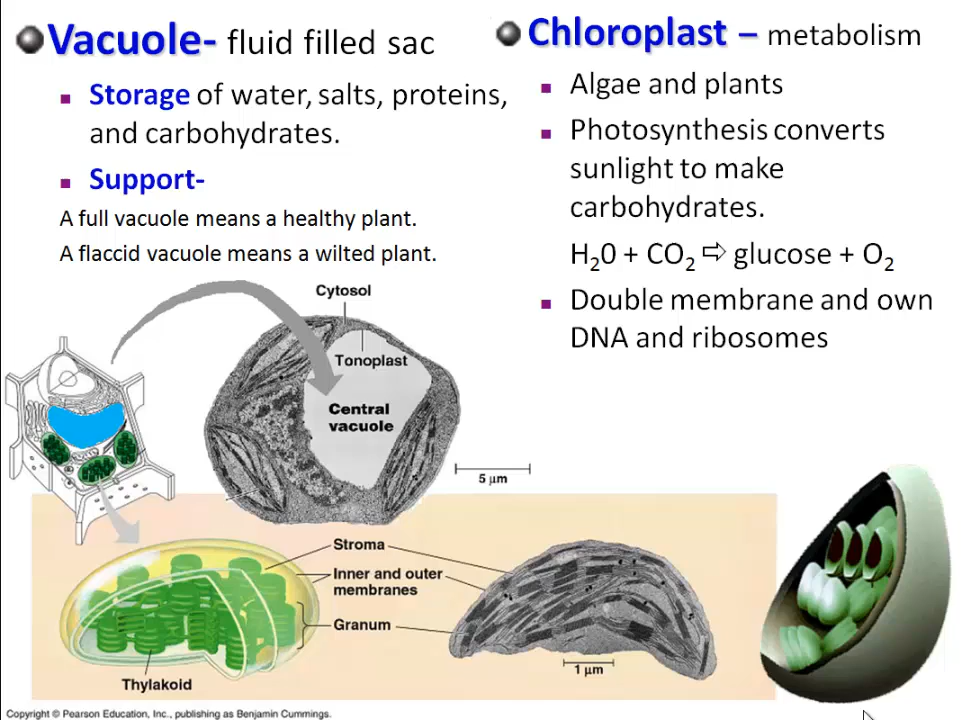 Vacuole- fluid filled sac
Storage of water, salts, proteins,
and carbohydrates.
Support-
A full vacuole means a healthy plant.
A flaccid vacuole means a wilted plant.
Chloroplast – metabolism
Algae and plants
Photosynthesis converts
sunlight to make
carbohydrates.
H₂0 + CO₂ ⇨ glucose + O₂
Double membrane and own
DNA and ribosomes
Cytosol
Tonoplast
Central
vacuole
5 µm
Stroma
Inner and outer
membranes
Granum
Thylakoid
1 µm
Copyright © Pearson Education, Inc., publishing as Benjamin Cummings.